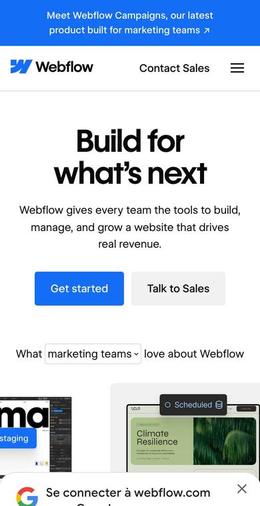 Meet Webflow Campaigns, our latest
product built for marketing teams ↗
Webflow
Contact Sales
Build for
what's next
Webflow gives every team the tools to build,
manage, and grow a website that drives
real revenue.
Get started
Talk to Sales
What marketing teams love about Webflow
ma
staging
Scheduled
Climate
Resilience
Se connecter à webflow.com